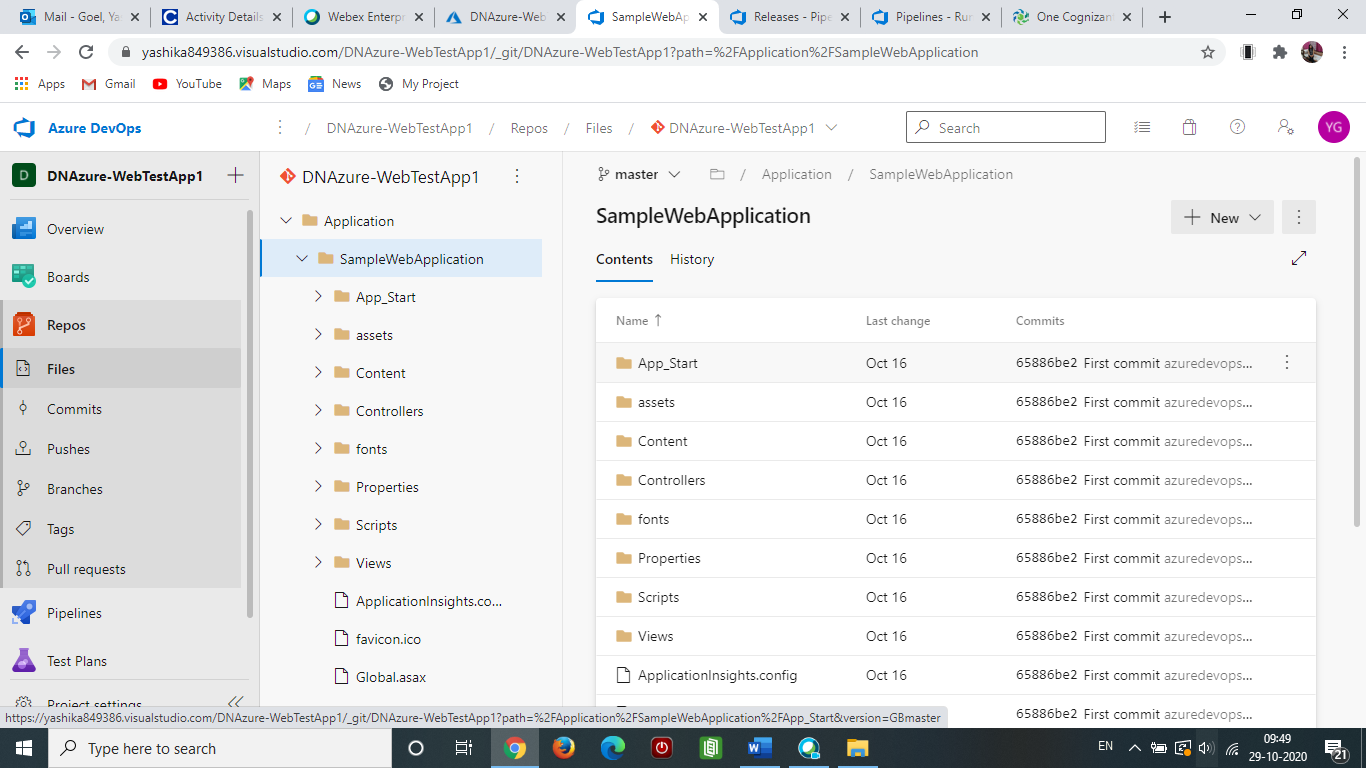 Mail - Goel, Ya
Activity Details
Webex Enterpr
DNAzure-Web
SampleWebAp
Releases - Pipe
Pipelines - Run
One Cognizant
yashika849386.visualstudio.com/DNAzure-WebTestApp1/_git/DNAzure-WebTestApp1?path=%2FApplication%2FSampleWebApplication
Apps
Gmail
YouTube
Maps
News
My Project
Azure DevOps
/ DNAzure-WebTestApp1 / Repos / Files / DNAzure-WebTestApp1
Search
YG
D DNAzure-WebTestApp1
Overview
Boards
Repos
Files
Commits
Pushes
Branches
Tags
Pull requests
Pipelines
Test Plans
Project settings
DNAzure-WebTestApp1
Application
SampleWebApplication
App_Start
assets
Content
Controllers
fonts
Properties
Scripts
Views
ApplicationInsights.co...
favicon.ico
Global.asax
master / Application / SampleWebApplication
SampleWebApplication
New
Contents History
Name Last change Commits
App_Start Oct 16 65886be2 First commit azuredevops...
assets Oct 16 65886be2 First commit azuredevops...
Content Oct 16 65886be2 First commit azuredevops...
Controllers Oct 16 65886be2 First commit azuredevops...
fonts Oct 16 65886be2 First commit azuredevops...
Properties Oct 16 65886be2 First commit azuredevops...
Scripts Oct 16 65886be2 First commit azuredevops...
Views Oct 16 65886be2 First commit azuredevops...
ApplicationInsights.config Oct 16 65886be2 First commit azuredevops...
65886be2 First commit azuredevops...
https://yashika849386.visualstudio.com/DNAzure-WebTestApp1/_git/DNAzure-WebTestApp1?path=%2FApplication%2FSampleWebApplication%2FApp_Start&version=GBmaster
Type here to search
EN
09:49
29-10-2020
21